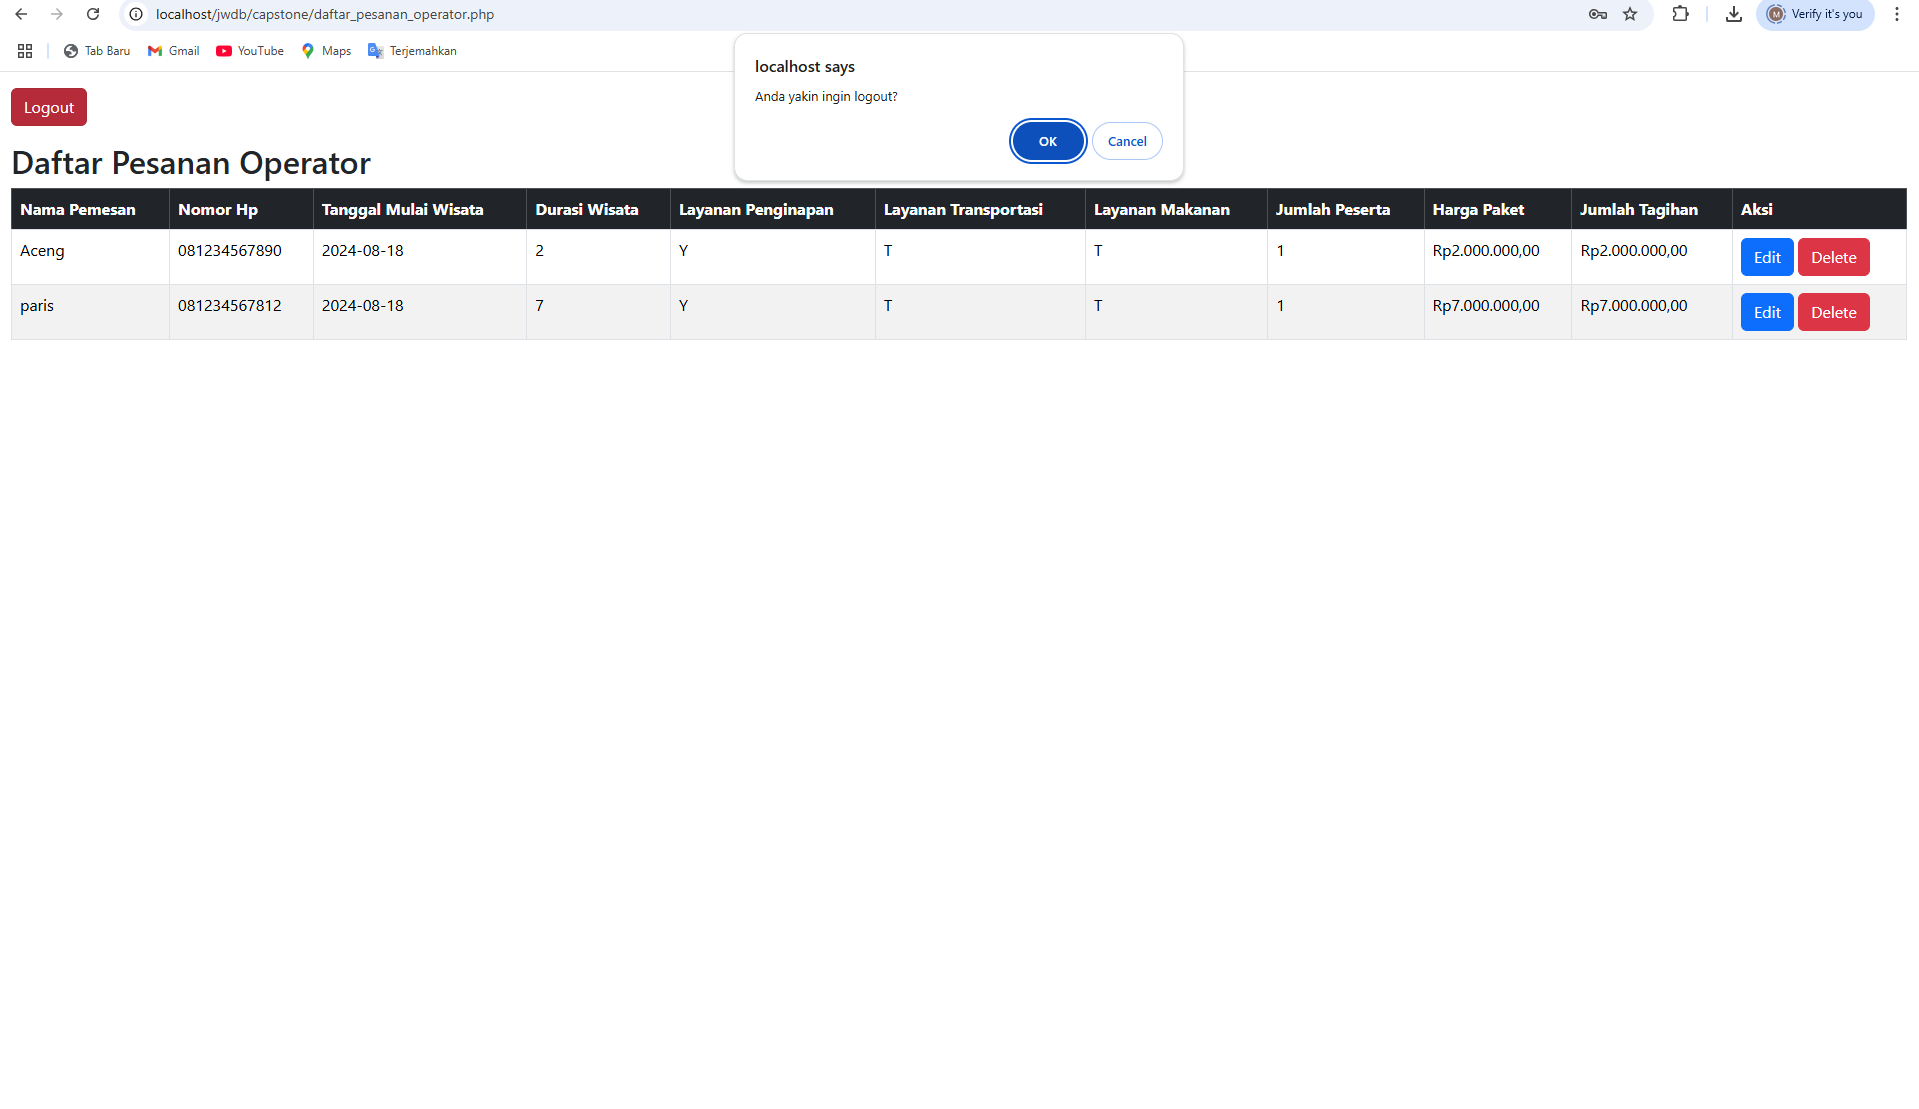 localhost/jwdb/capstone/daftar_pesanan_operator.php
M Verify it's you
Tab Baru Gmail YouTube Maps Terjemahkan
localhost says
Anda yakin ingin logout?
OK Cancel
Logout
Daftar Pesanan Operator
Nama Pemesan Nomor Hp Tanggal Mulai Wisata Durasi Wisata Layanan Penginapan Layanan Transportasi Layanan Makanan Jumlah Peserta Harga Paket Jumlah Tagihan Aksi
Aceng 081234567890 2024-08-18 2 Y T T 1 Rp2.000.000,00 Rp2.000.000,00 Edit Delete
paris 081234567812 2024-08-18 7 Y T T 1 Rp7.000.000,00 Rp7.000.000,00 Edit Delete